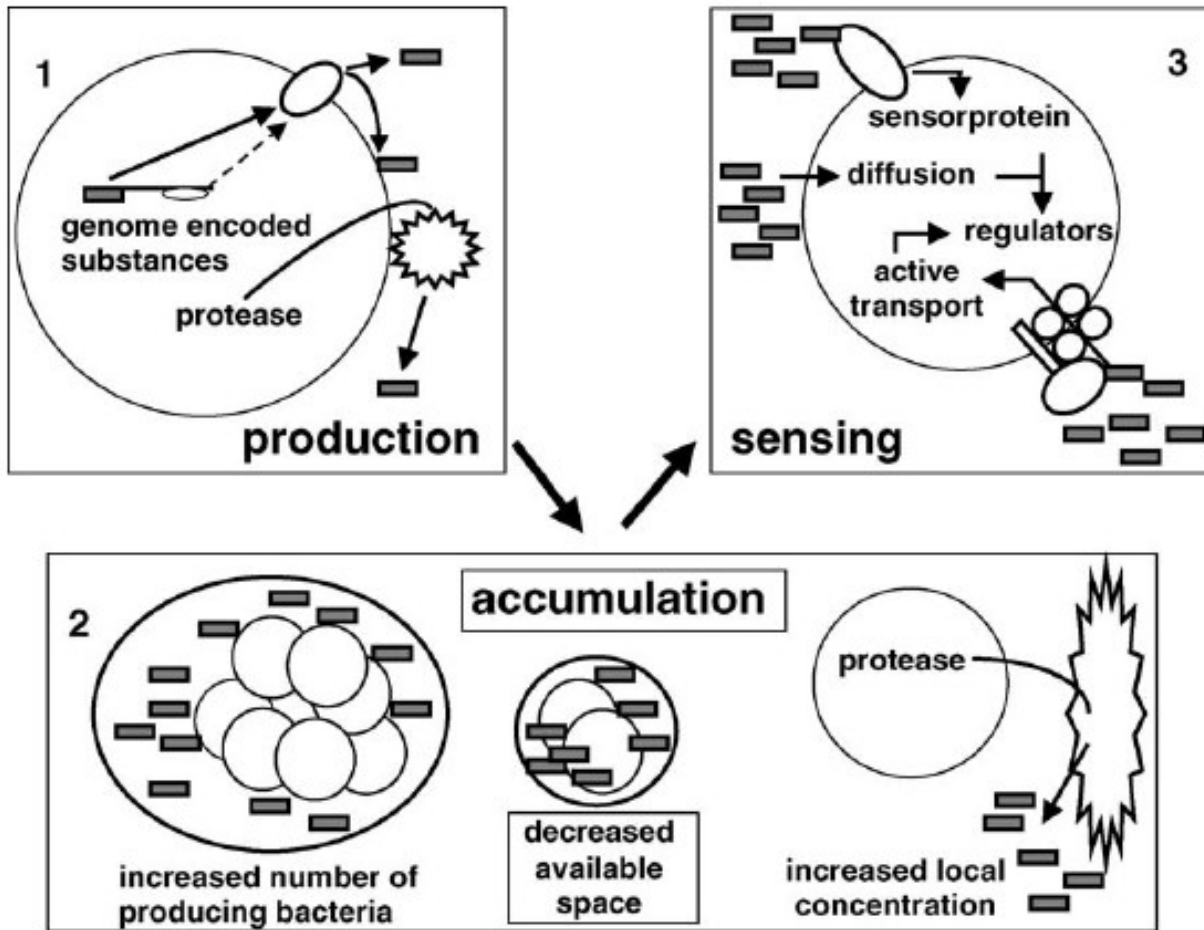 1
genome encoded
substances
protease
production
3
sensorprotein
diffusion
regulators
active
transport
sensing
2
accumulation
increased number of
producing bacteria
decreased
available
space
protease
increased local
concentration